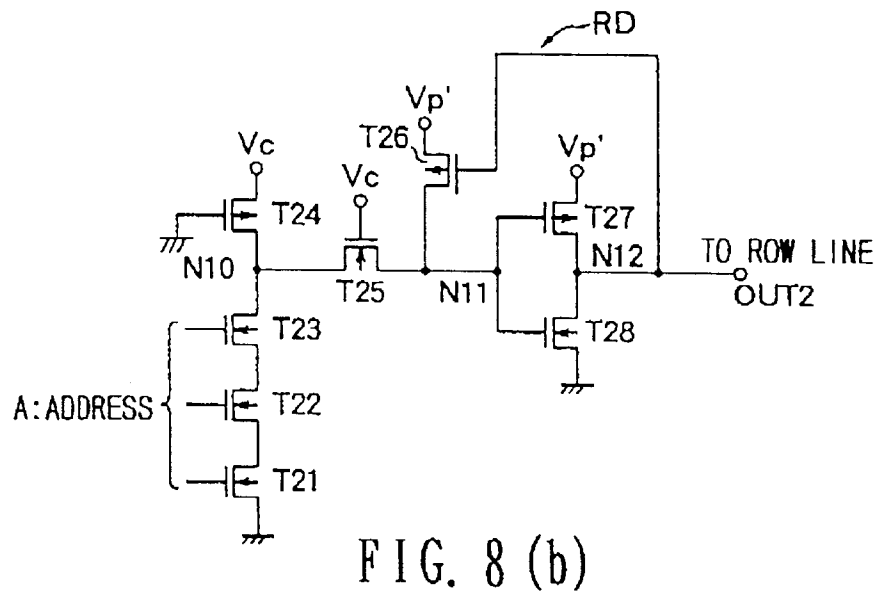 RD
Vp'
T26
Vc
Vc
Vp'
T24
T27
N10
T25
N11
N12
TO ROW LINE
OUT2
T23
T28
A:ADDRESS
T22
T21
FIG. 8 (b)